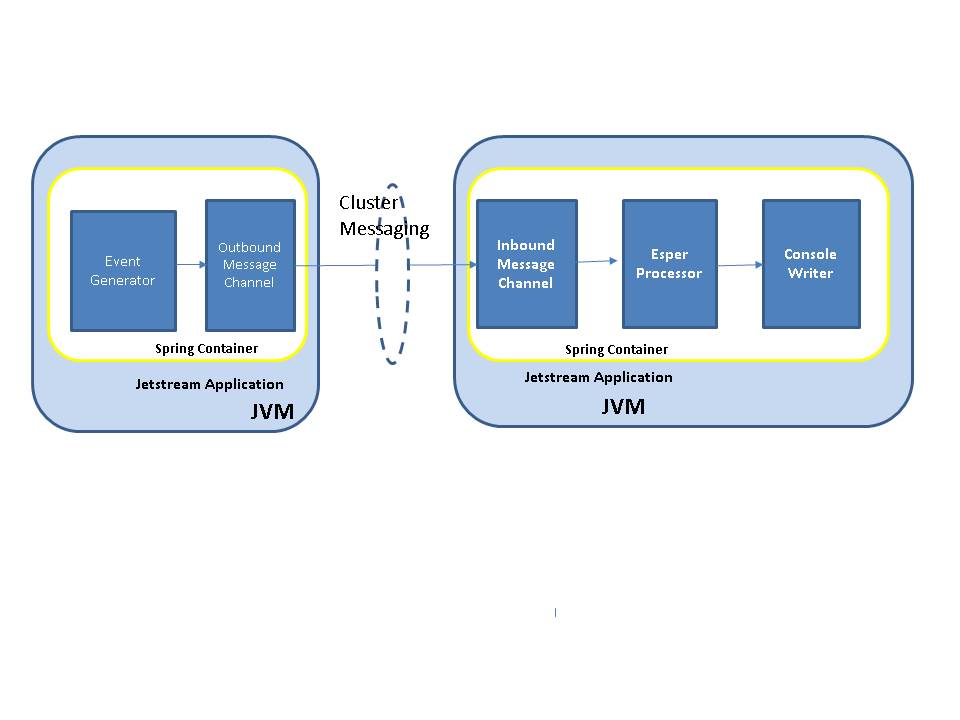 Cluster
Messaging
Event
Generator
Outbound
Message
Channel
Spring Container
Jetstream Application
JVM
Inbound
Message
Channel
Esper
Processor
Console
Writer
Spring Container
Jetstream Application
JVM